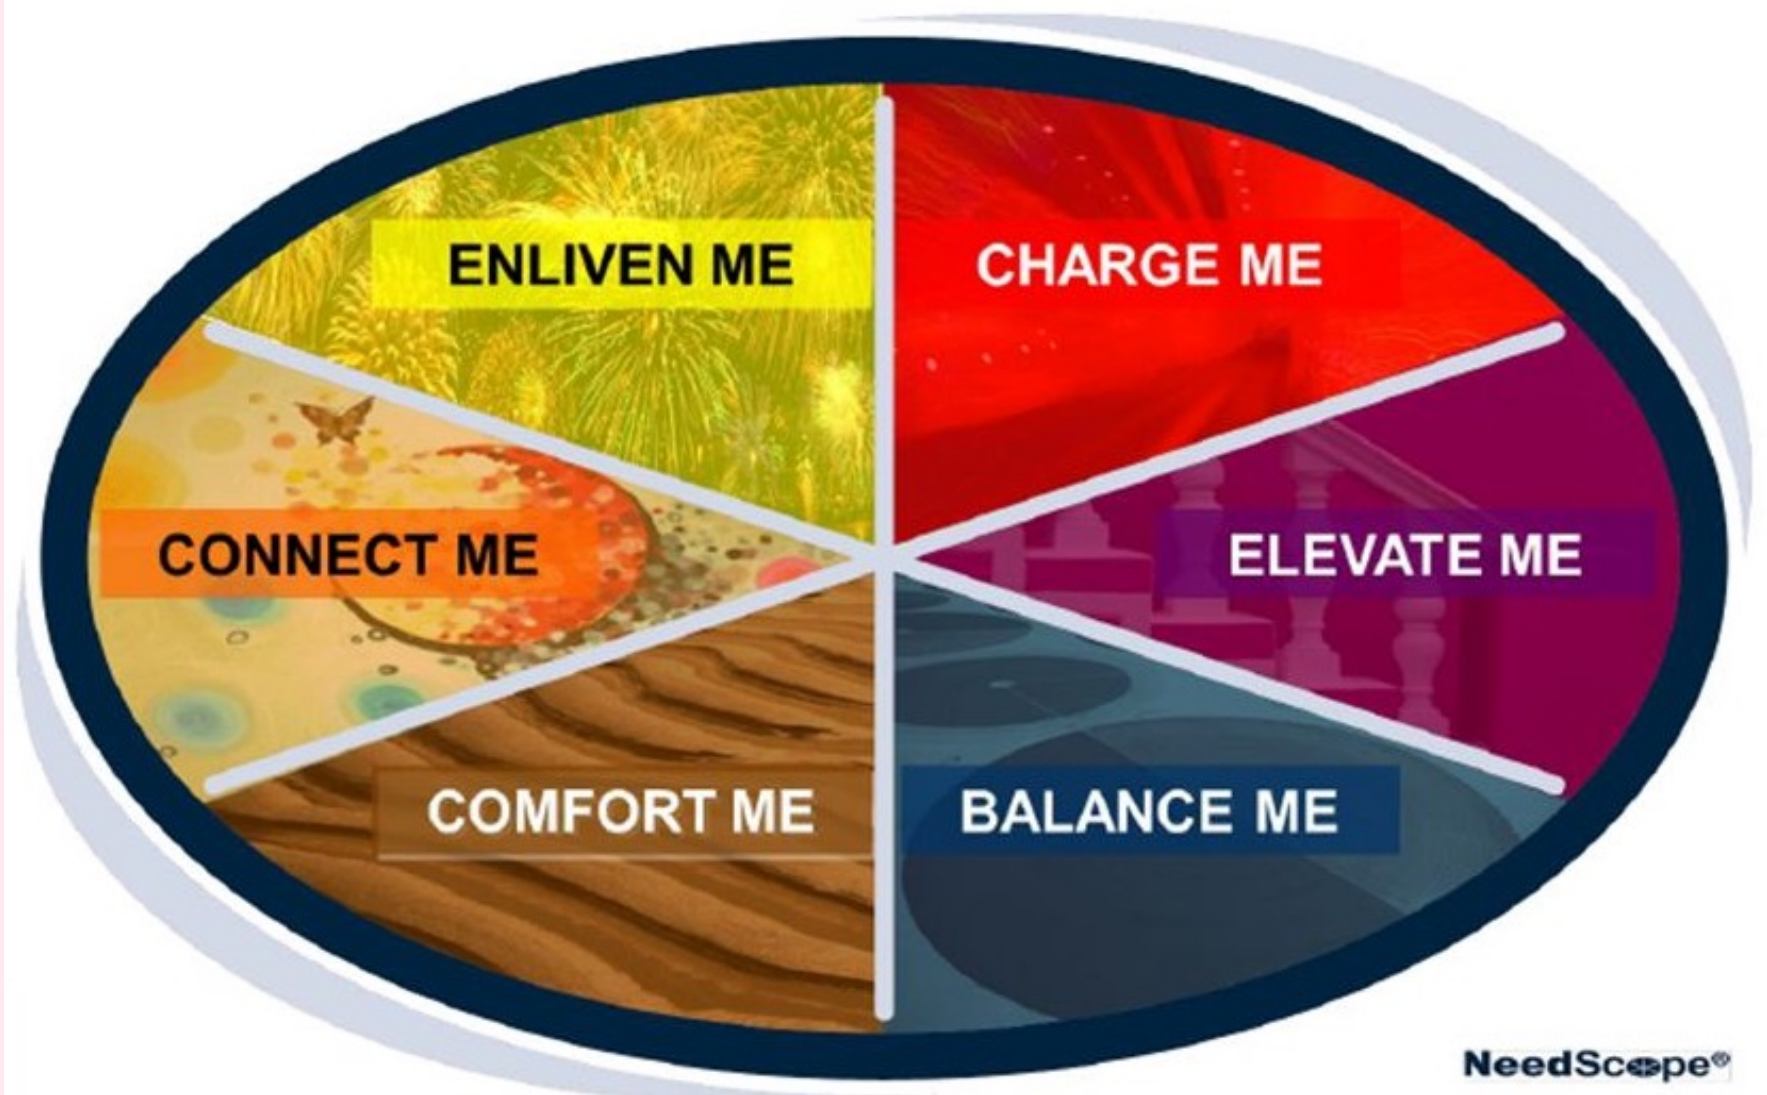 ENLIVEN ME
CHARGE ME
CONNECT ME
ELEVATE ME
COMFORT ME
BALANCE ME
NeedScope®